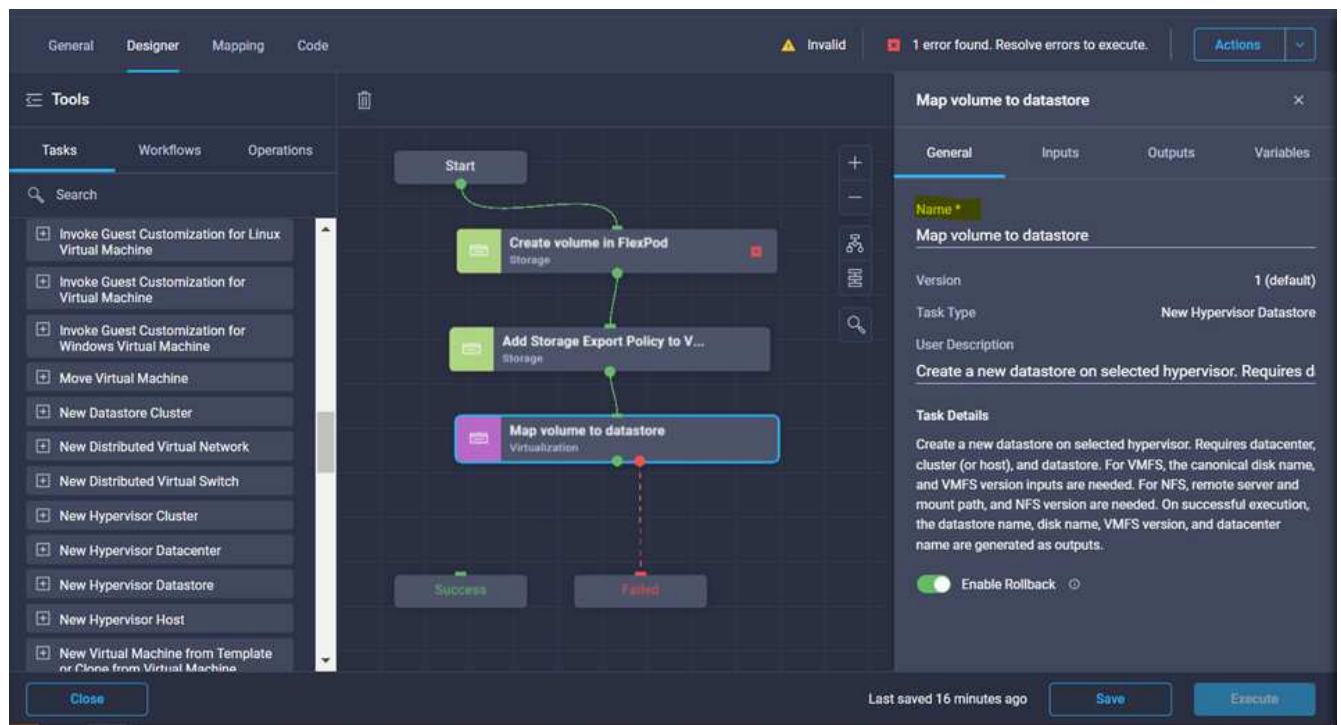 General Designer Mapping Code Invalid 1 error found. Resolve errors to execute. Actions
Tools
Tasks Workflows Operations
Search
Invoke Guest Customization for Linux
Virtual Machine
Invoke Guest Customization for
Virtual Machine
Invoke Guest Customization for
Windows Virtual Machine
Move Virtual Machine
New Datastore Cluster
New Distributed Virtual Network
New Distributed Virtual Switch
New Hypervisor Cluster
New Hypervisor Datacenter
New Hypervisor Datastore
New Hypervisor Host
New Virtual Machine from Template
or Clone from Virtual Machine
Start
Create volume in FlexPod
Storage
Add Storage Export Policy to V...
Storage
Map volume to datastore
Virtualization
Success Failed
Map volume to datastore
General Inputs Outputs Variables
Name *
Map volume to datastore
Version 1 (default)
Task Type New Hypervisor Datastore
User Description
Create a new datastore on selected hypervisor. Requires d
Task Details
Create a new datastore on selected hypervisor. Requires datacenter,
cluster (or host), and datastore. For VMFS, the canonical disk name,
and VMFS version inputs are needed. For NFS, remote server and
mount path, and NFS version are needed. On successful execution,
the datastore name, disk name, VMFS version, and datacenter
name are generated as outputs.
Enable Rollback
Close Last saved 16 minutes ago Save Execute